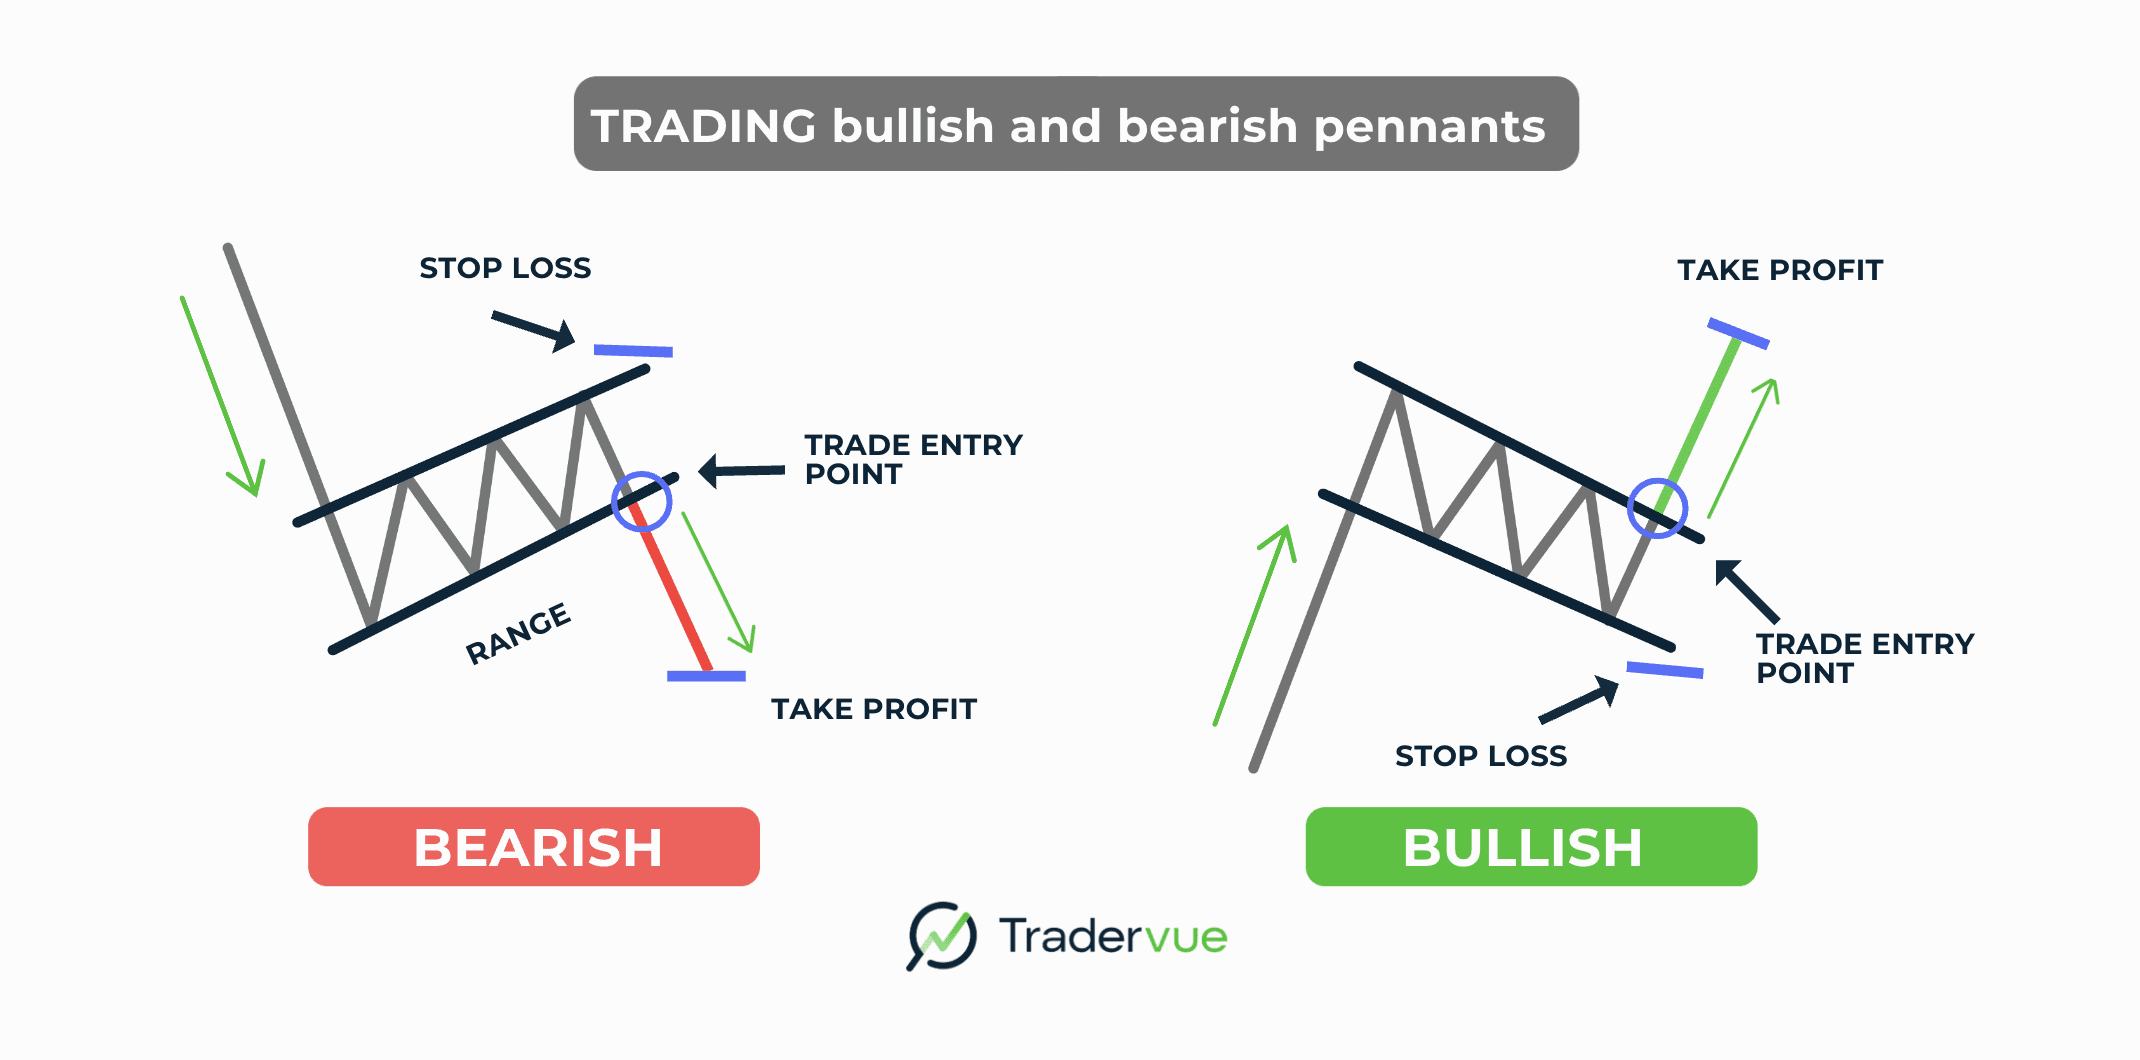 TRADING bullish and bearish pennants
STOP LOSS
TRADE ENTRY
POINT
RANGE
TAKE PROFIT
BEARISH
TAKE PROFIT
TRADE ENTRY
POINT
STOP LOSS
BULLISH
Tradervue